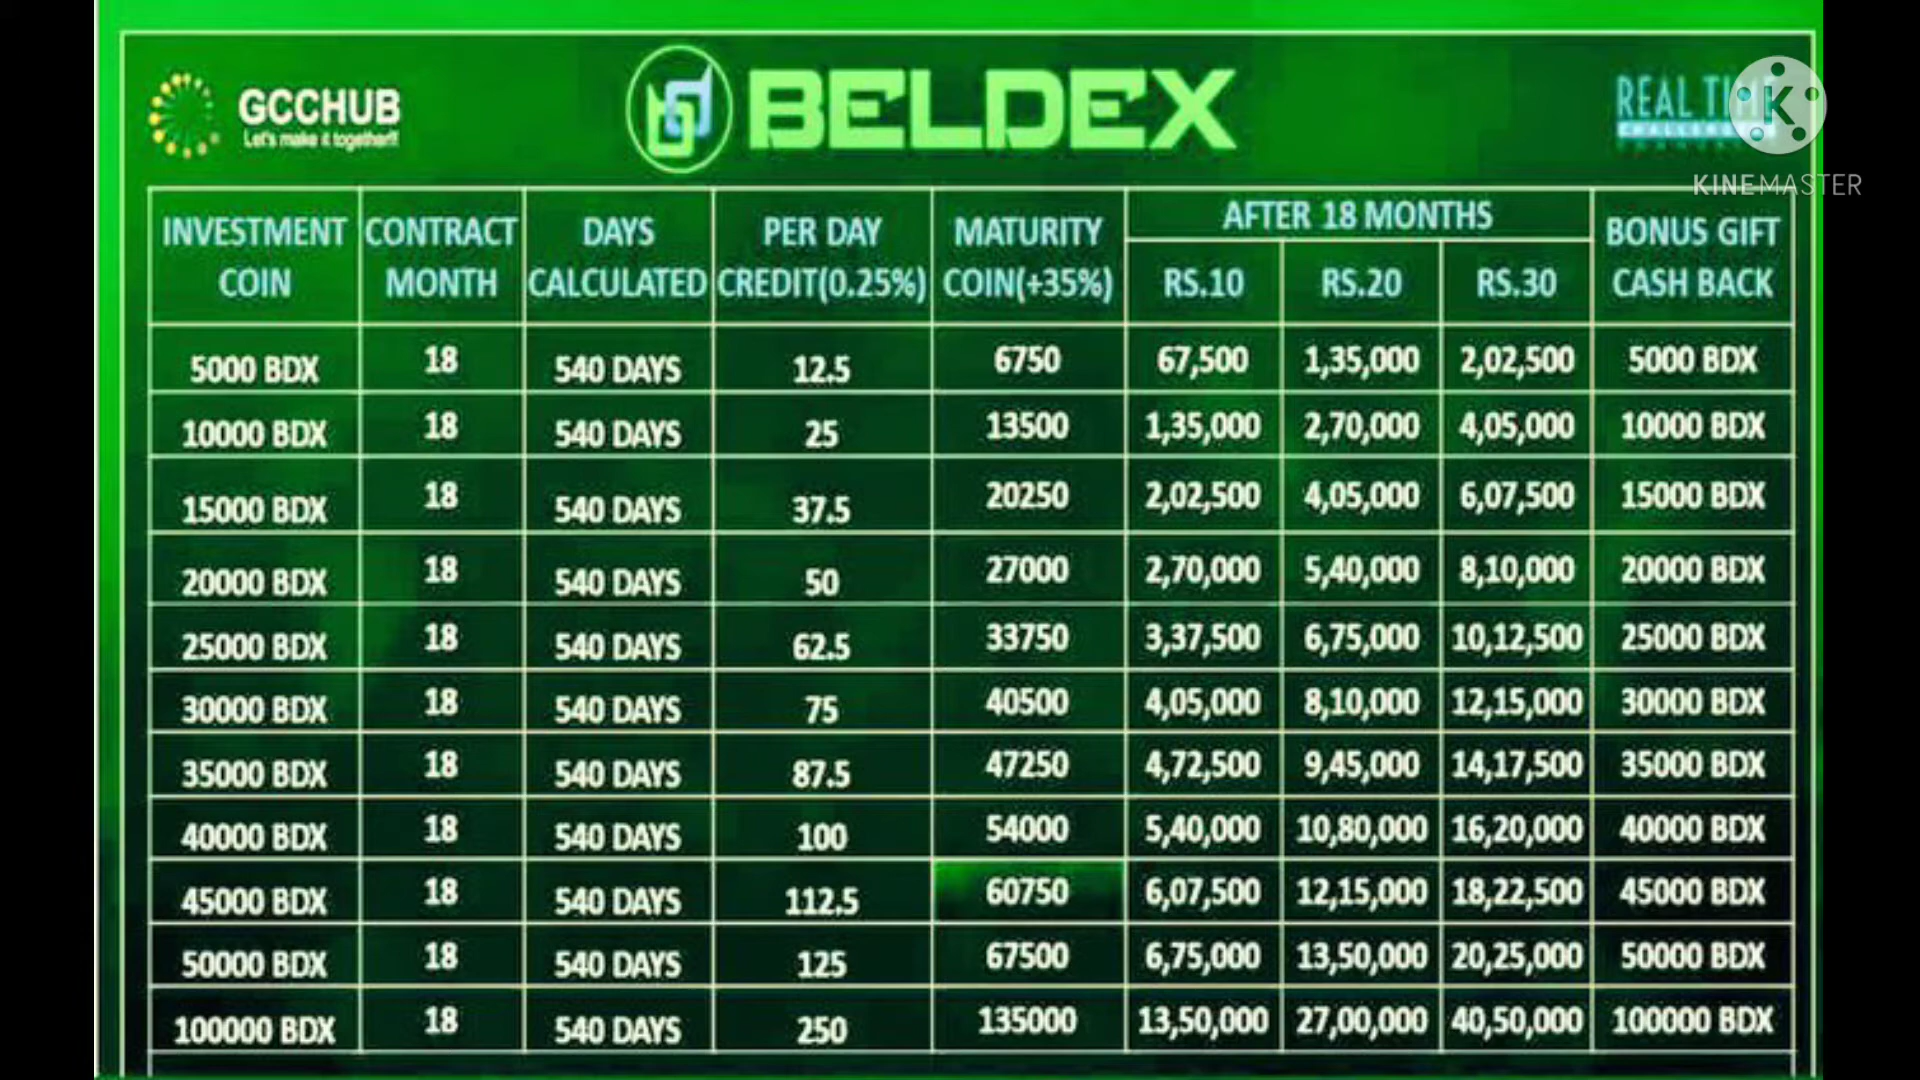 GCCHUB
Let's make it together!!
BELDEX
REAL TIME
K
KINEMASTER
INVESTMENT COIN CONTRACT MONTH DAYS CALCULATED PER DAY CREDIT(0.25%) MATURITY COIN(+35%) AFTER 18 MONTHS RS.10 RS.20 RS.30 BONUS GIFT CASH BACK
5000 BDX 18 540 DAYS 12.5 6750 67,500 1,35,000 2,02,500 5000 BDX
10000 BDX 18 540 DAYS 25 13500 1,35,000 2,70,000 4,05,000 10000 BDX
15000 BDX 18 540 DAYS 37.5 20250 2,02,500 4,05,000 6,07,500 15000 BDX
20000 BDX 18 540 DAYS 50 27000 2,70,000 5,40,000 8,10,000 20000 BDX
25000 BDX 18 540 DAYS 62.5 33750 3,37,500 6,75,000 10,12,500 25000 BDX
30000 BDX 18 540 DAYS 75 40500 4,05,000 8,10,000 12,15,000 30000 BDX
35000 BDX 18 540 DAYS 87.5 47250 4,72,500 9,45,000 14,17,500 35000 BDX
40000 BDX 18 540 DAYS 100 54000 5,40,000 10,80,000 16,20,000 40000 BDX
45000 BDX 18 540 DAYS 112.5 60750 6,07,500 12,15,000 18,22,500 45000 BDX
50000 BDX 18 540 DAYS 125 67500 6,75,000 13,50,000 20,25,000 50000 BDX
100000 BDX 18 540 DAYS 250 135000 13,50,000 27,00,000 40,50,000 100000 BDX